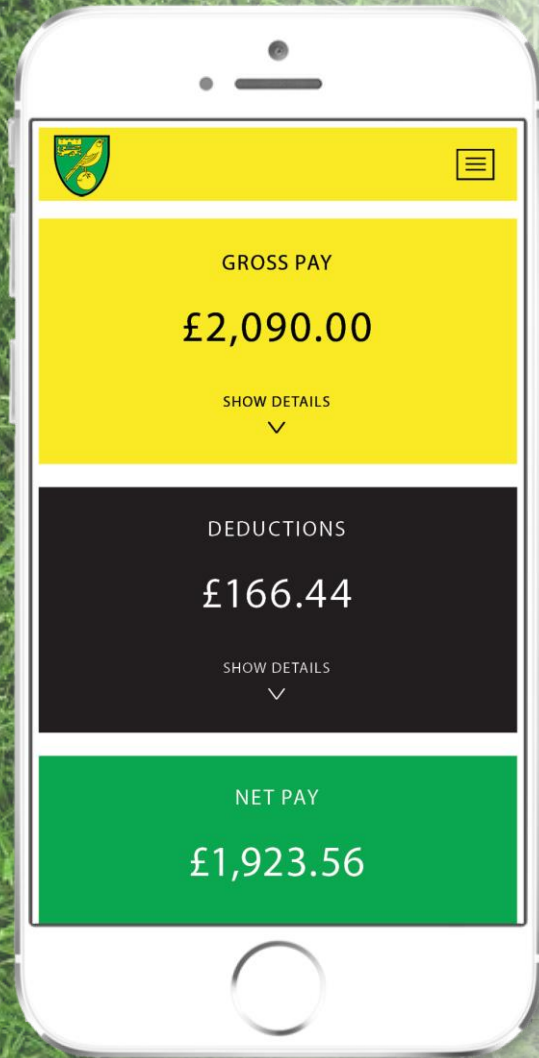 GROSS PAY
£2,090.00
SHOW DETAILS
DEDUCTIONS
£166.44
SHOW DETAILS
NET PAY
£1,923.56